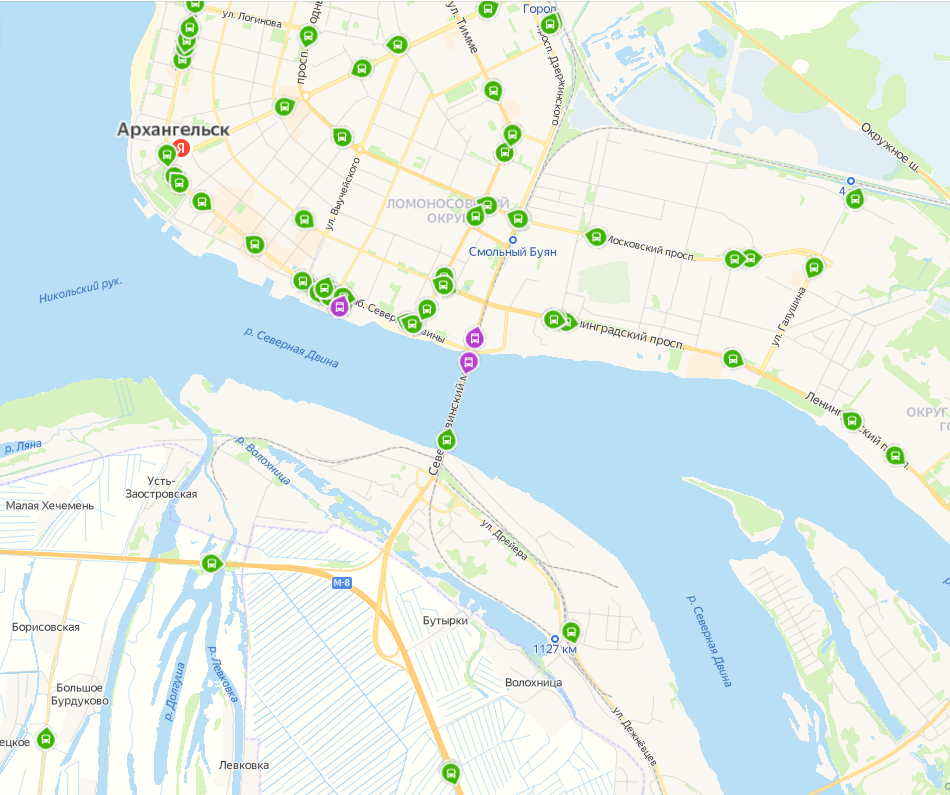 Город
ул. Логинова
ул. Тимме
просп.
просп. Дзержинского
Архангельск
Я
Окружное ш.
ул. Выучейского
4
ЛОМОНОСОВСКИЙ
ОКРУГ
Смольный Буян
Московский просп.
Никольский рук.
ул. Галушина
наб. Северной Двины
Ленинградский просп.
р. Северная Двина
Ленинградский просп.
ОКРУГ
р. Ляна
р. Волохница
Северодвинский м
Усть-
Заостровская
Малая Хечемень
ул. Дрейера
М-8
р. Северная Двина
Борисовская
Бутырки
1127 км
р. Левковка
р. Долгуша
Большое
Бурдуково
Волохница
ул. Дежнёвцев
ецкое
Левковка